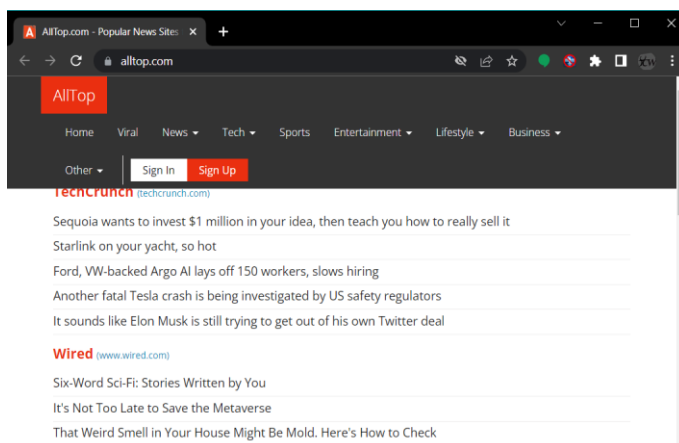 AllTop.com - Popular News Sites
alltop.com
AllTop
Home Viral News Tech Sports Entertainment Lifestyle Business
Other Sign In Sign Up
TechCrunch (techcrunch.com)
Sequoia wants to invest $1 million in your idea, then teach you how to really sell it
Starlink on your yacht, so hot
Ford, VW-backed Argo AI lays off 150 workers, slows hiring
Another fatal Tesla crash is being investigated by US safety regulators
It sounds like Elon Musk is still trying to get out of his own Twitter deal
Wired (www.wired.com)
Six-Word Sci-Fi: Stories Written by You
It's Not Too Late to Save the Metaverse
That Weird Smell in Your House Might Be Mold. Here's How to Check